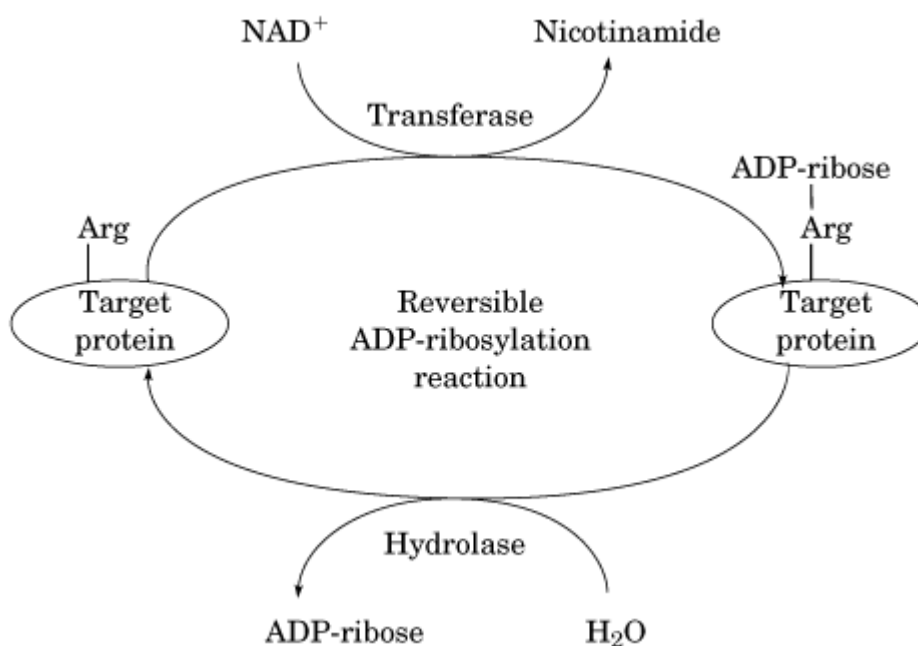 NAD⁺
Nicotinamide
Transferase
ADP-ribose
Arg
Arg
Target
protein
Reversible
ADP-ribosylation
reaction
Target
protein
Hydrolase
ADP-ribose
H₂O